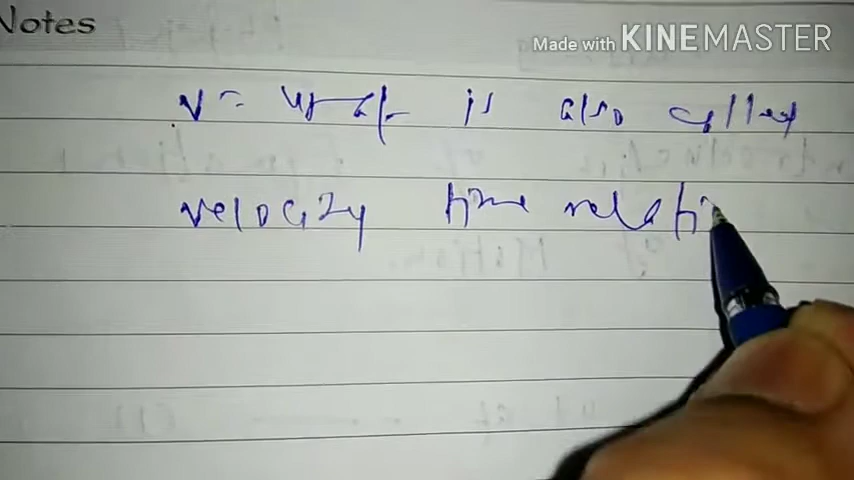 Notes
Made with KINEMASTER
v = u+at is also called
velocity time relati